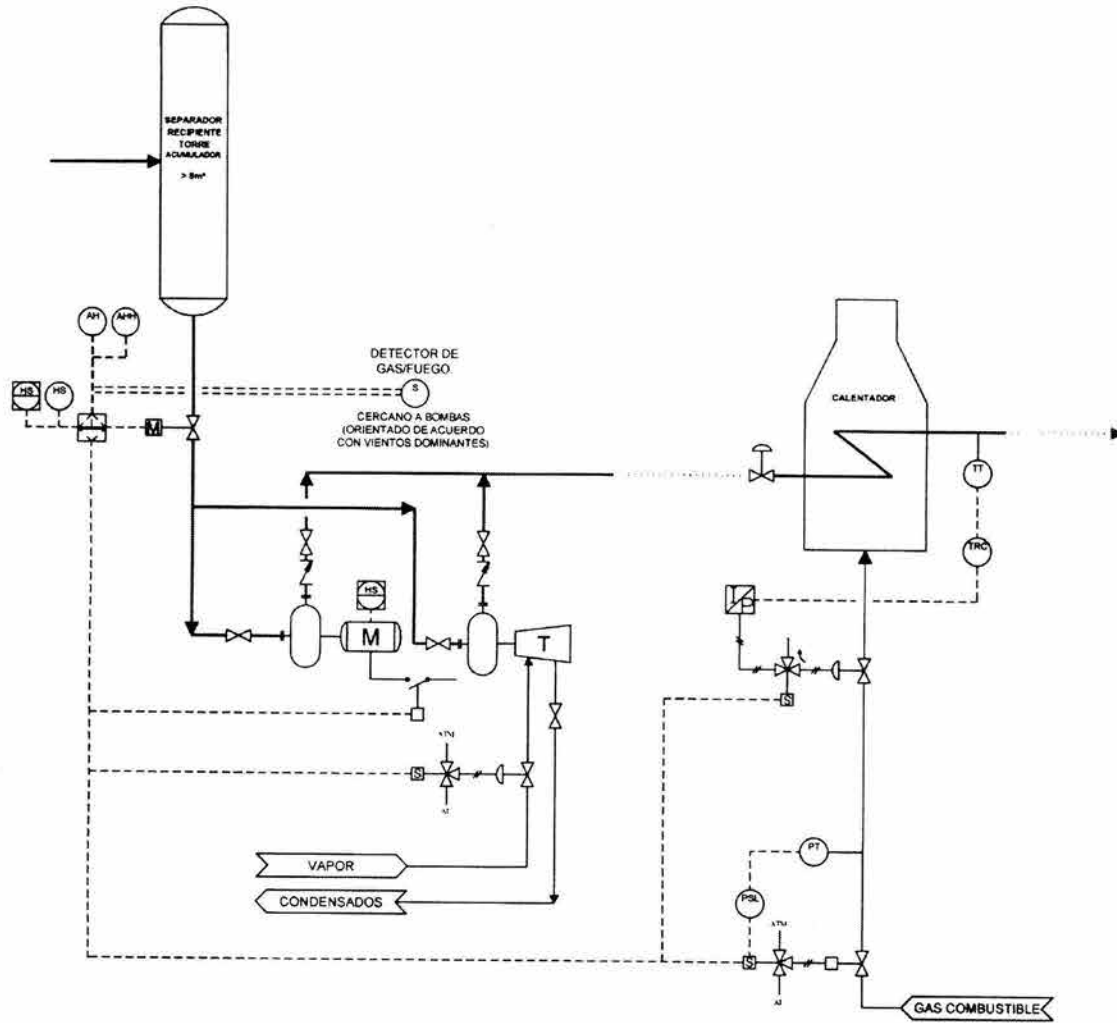 SEPARADOR
RECIPIENTE
TORRE
ACUMULADOR
> 8m³
AH
AHH
HS
HS
M
DETECTOR DE
GAS/FUEGO.
S
CERCANO A BOMBAS
(ORIENTADO DE ACUERDO
CON VIENTOS DOMINANTES)
CALENTADOR
TT
TRC
I
P
HS
M
T
S
ATM
S
AI
VAPOR
CONDENSADOS
PT
PSL
ATM
S
AI
GAS COMBUSTIBLE